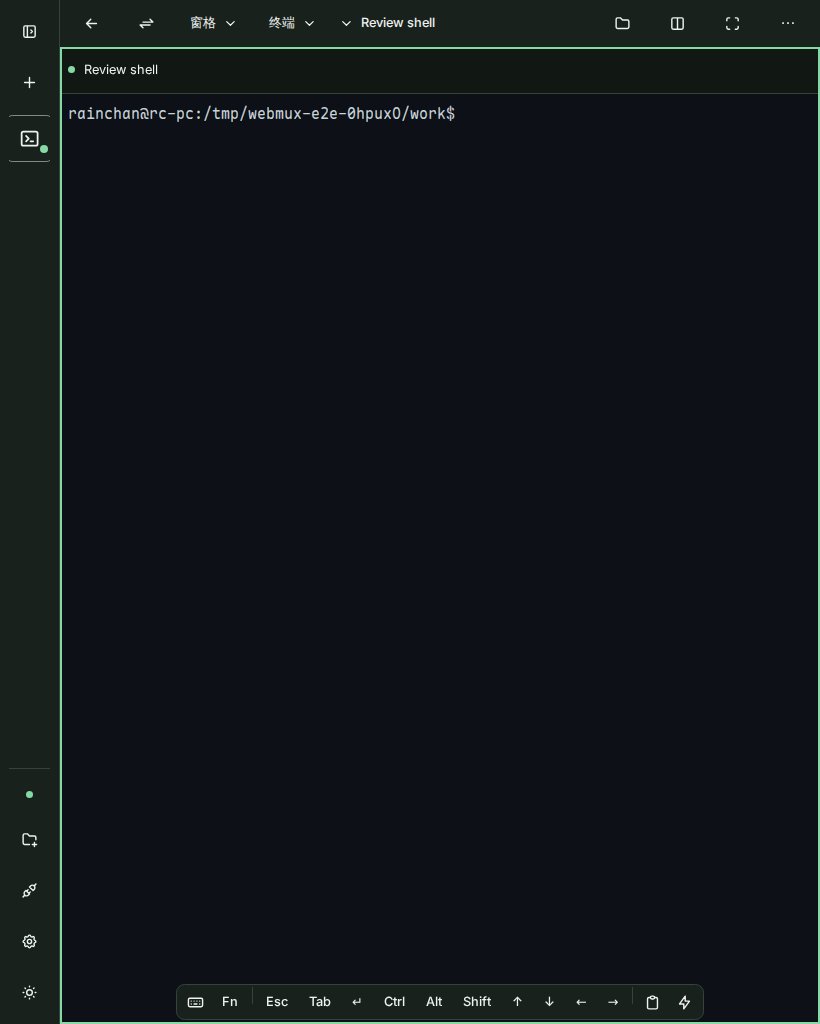 窗格 终端 Review shell
Review shell
rainchan@rc-pc:/tmp/webmux-e2e-0hpuxO/work$
Fn Esc Tab ↵ Ctrl Alt Shift ↑ ↓ ← →